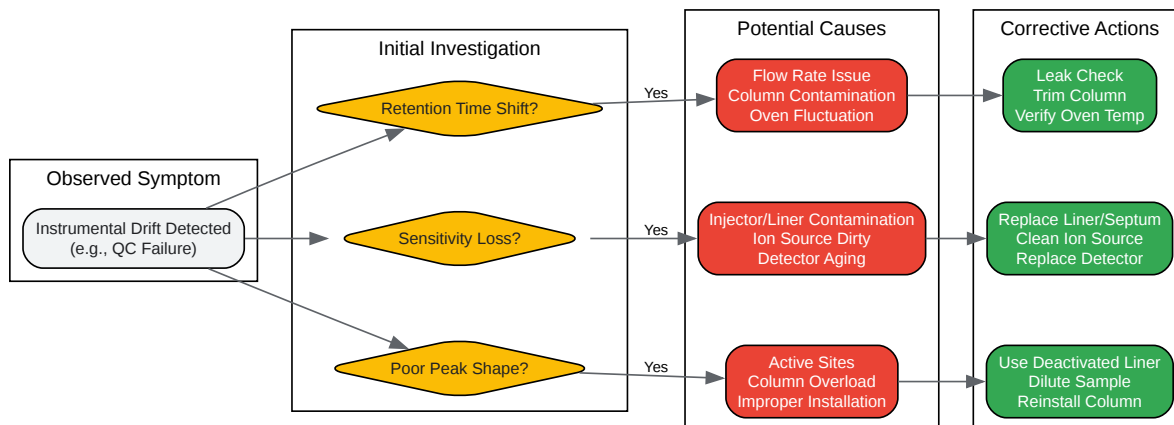 Observed Symptom
Instrumental Drift Detected
(e.g., QC Failure)
Initial Investigation
Retention Time Shift?
Sensitivity Loss?
Poor Peak Shape?
Yes
Yes
Yes
Potential Causes
Flow Rate Issue
Column Contamination
Oven Fluctuation
Injector/Liner Contamination
Ion Source Dirty
Detector Aging
Active Sites
Column Overload
Improper Installation
Corrective Actions
Leak Check
Trim Column
Verify Oven Temp
Replace Liner/Septum
Clean Ion Source
Replace Detector
Use Deactivated Liner
Dilute Sample
Reinstall Column